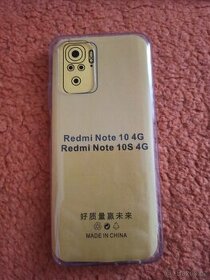 Redmi Note 10 4G
Redmi Note 10S 4G
好质量赢未来
MADE IN CHINA